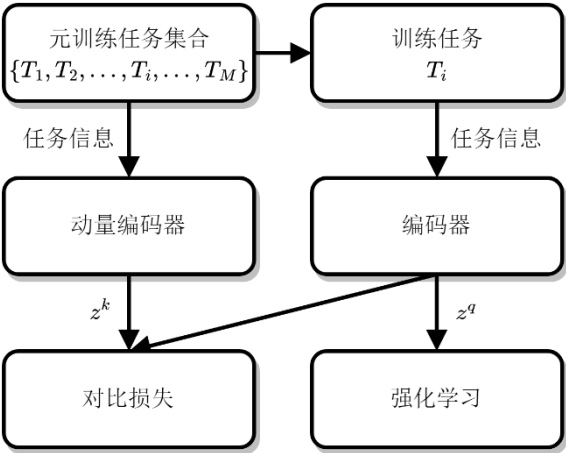 元训练任务集合
{T₁, T₂, ..., Tᵢ, ..., T_M}
训练任务
Tᵢ
任务信息
任务信息
动量编码器
编码器
zᵏ
z^q
对比损失
强化学习